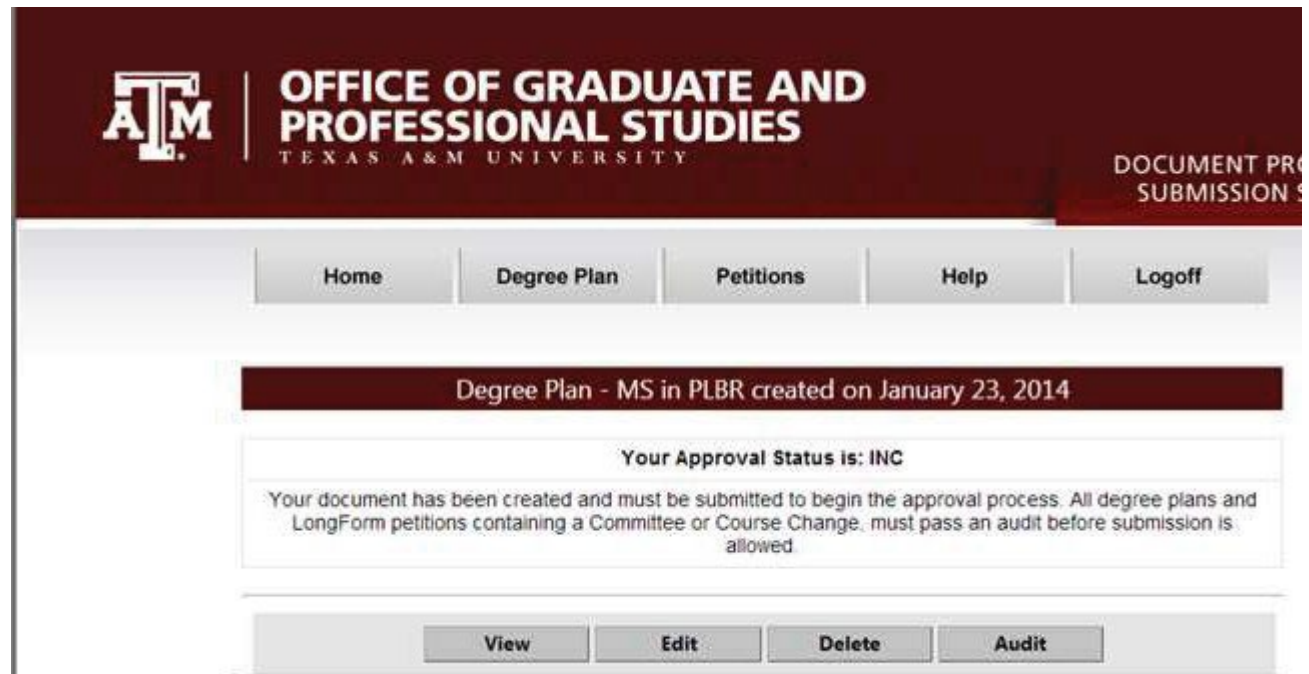 ATM
OFFICE OF GRADUATE AND
PROFESSIONAL STUDIES
TEXAS A&M UNIVERSITY
DOCUMENT PRO
SUBMISSION S
Home Degree Plan Petitions Help Logoff
Degree Plan - MS in PLBR created on January 23, 2014
Your Approval Status is: INC
Your document has been created and must be submitted to begin the approval process. All degree plans and
LongForm petitions containing a Committee or Course Change, must pass an audit before submission is
allowed.
View Edit Delete Audit